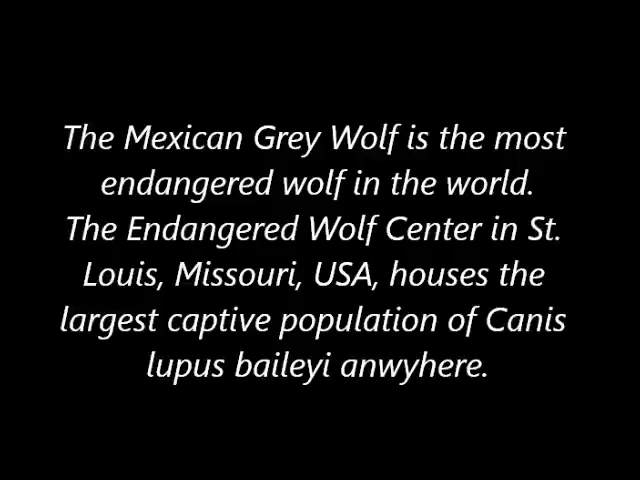 The Mexican Grey Wolf is the most
endangered wolf in the world.
The Endangered Wolf Center in St.
Louis, Missouri, USA, houses the
largest captive population of Canis
lupus baileyi anwyhere.